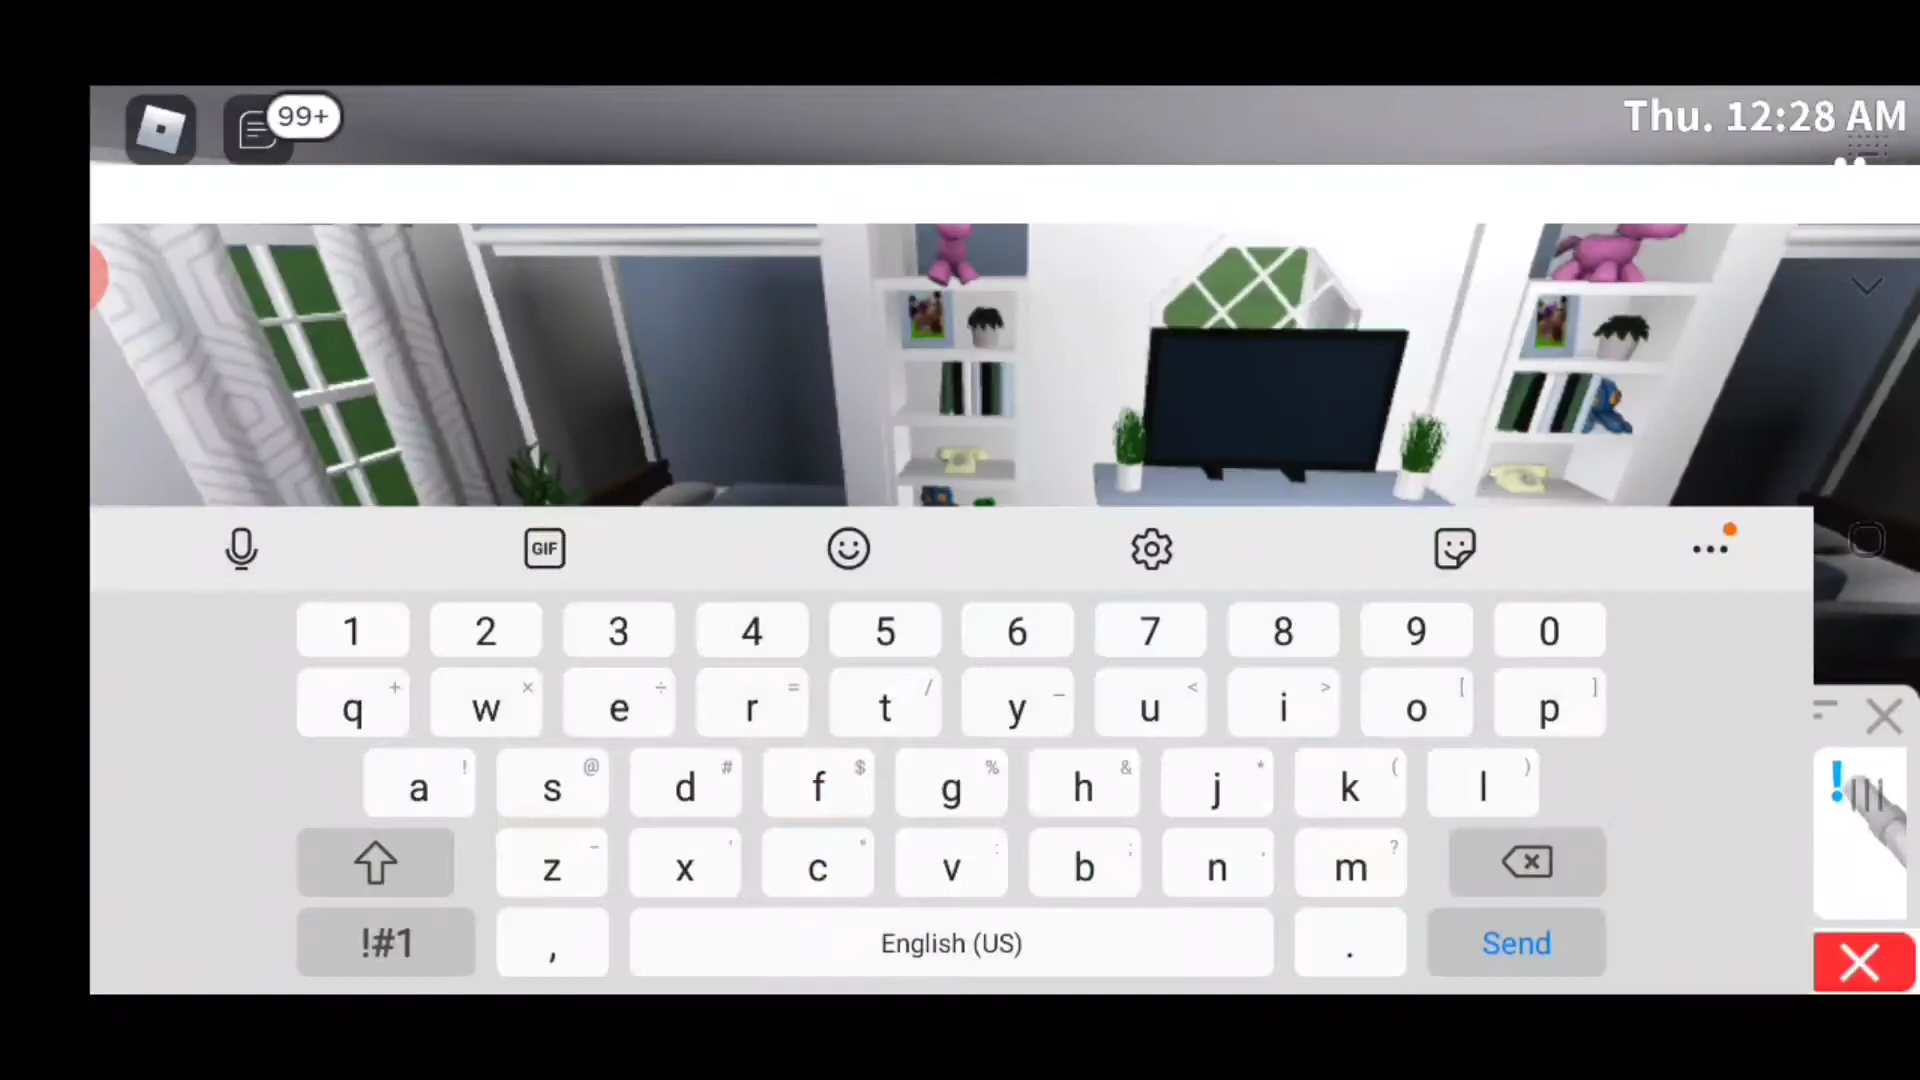 99+
Thu. 12:28 AM
GIF
1 2 3 4 5 6 7 8 9 0
q + w × e ÷ r = t / y _ u < i > o [ p ]
a ! s @ d # f $ g % h & j * k ( l )
z - x ' c " v : b ; n , m ?
!#1 , English (US) . Send
!